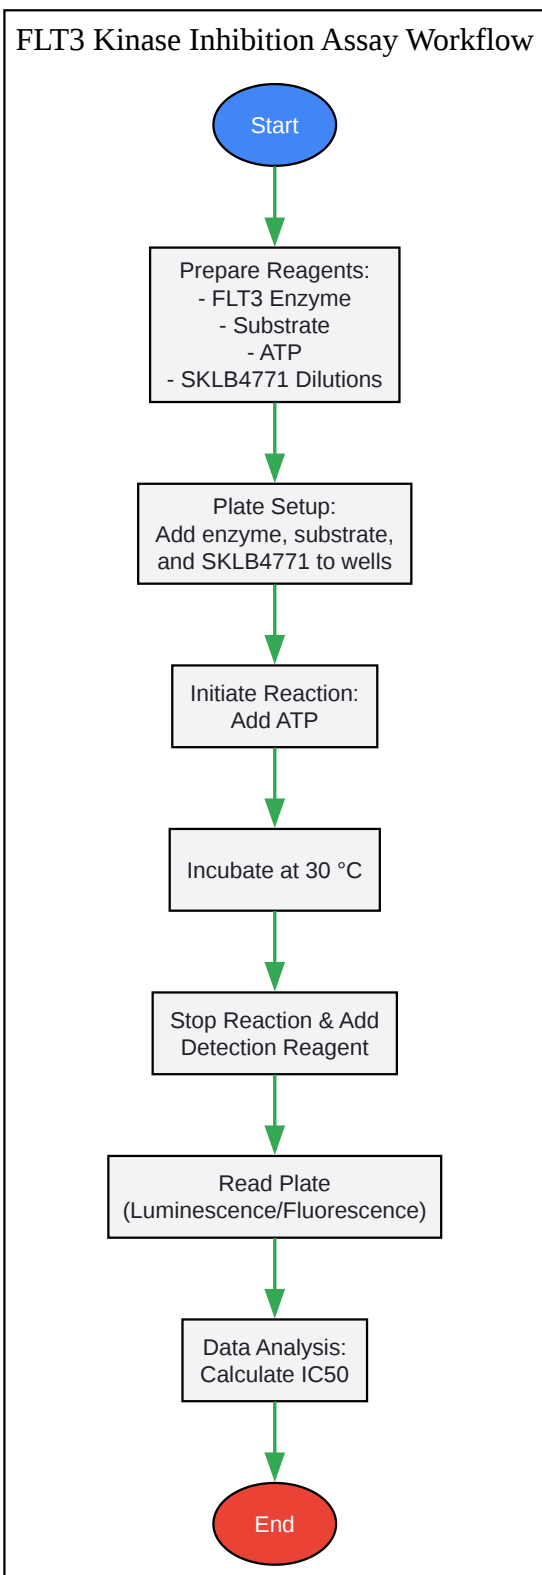 FLT3 Kinase Inhibition Assay Workflow
Start
Prepare Reagents:
- FLT3 Enzyme
- Substrate
- ATP
- SKLB4771 Dilutions
Plate Setup:
Add enzyme, substrate,
and SKLB4771 to wells
Initiate Reaction:
Add ATP
Incubate at 30 °C
Stop Reaction & Add
Detection Reagent
Read Plate
(Luminescence/Fluorescence)
Data Analysis:
Calculate IC50
End